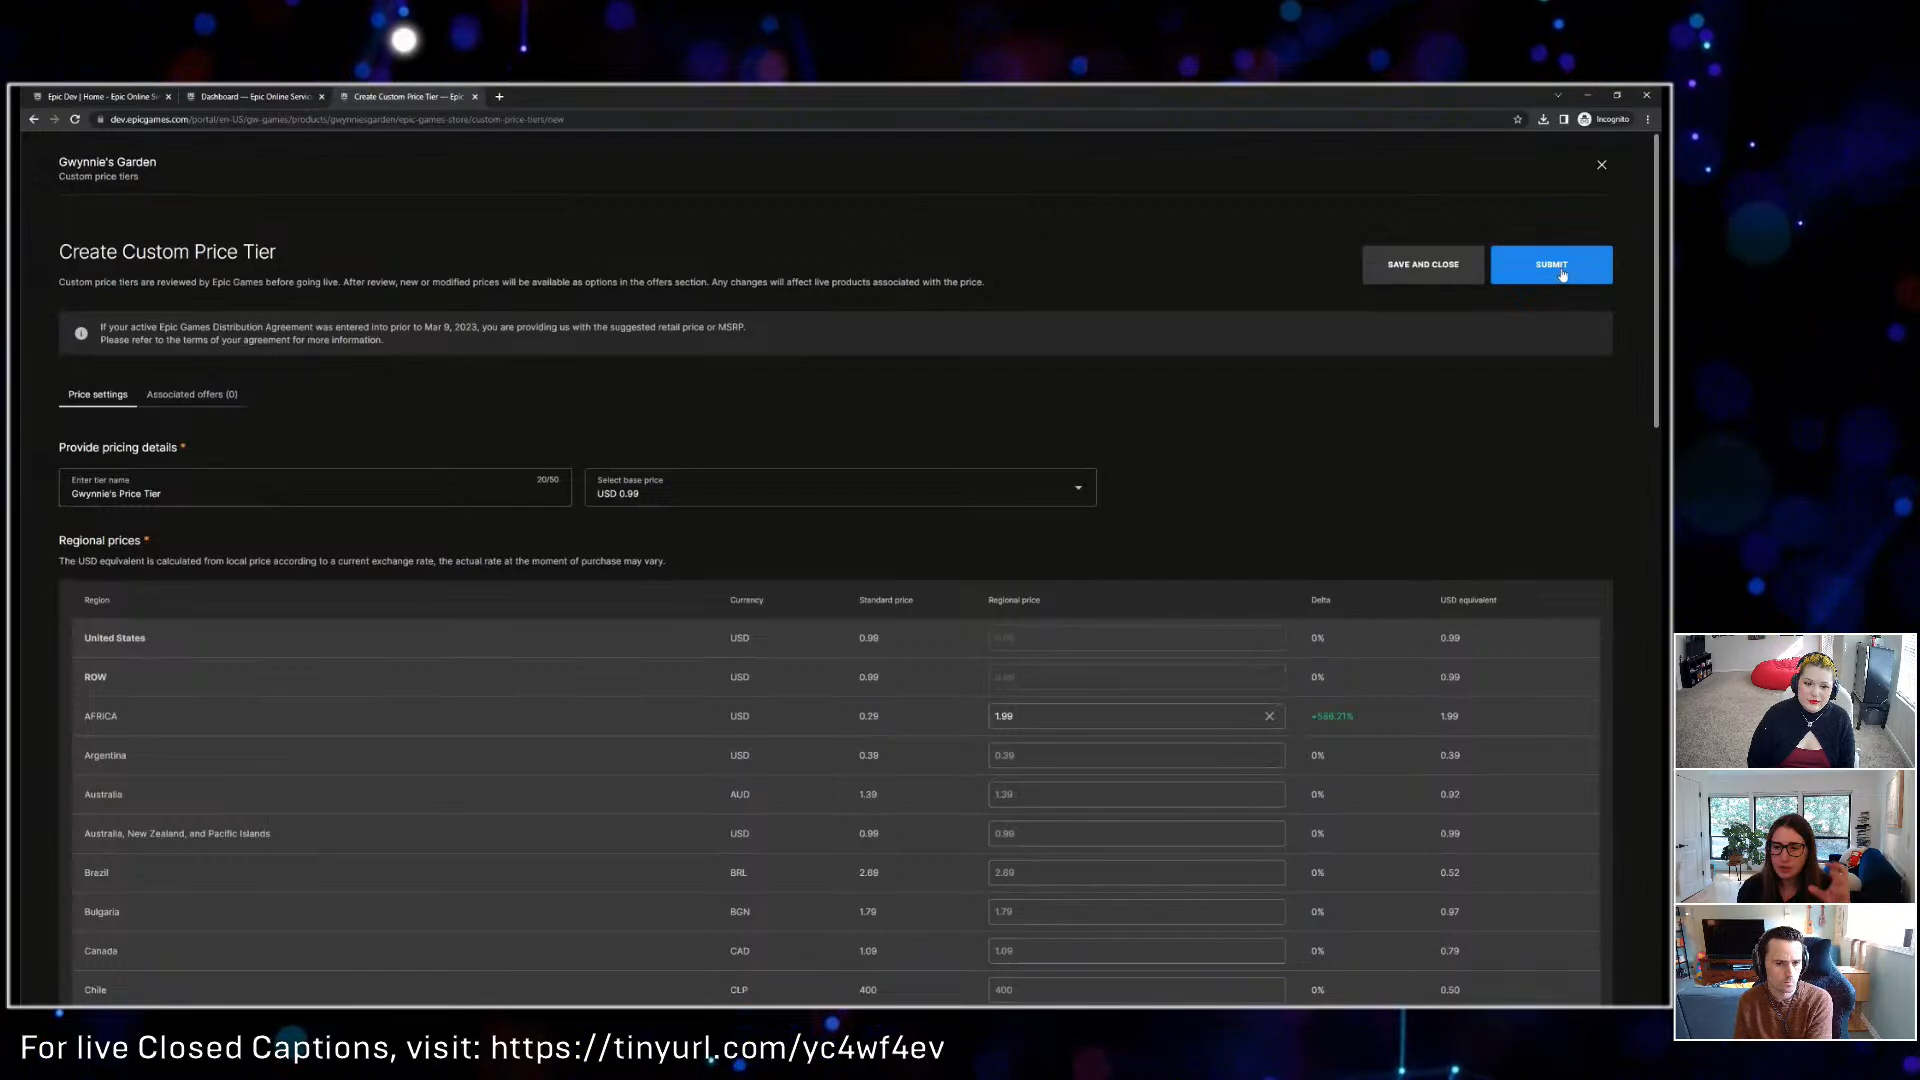 Epic Dev | Home - Epic Online Se
Dashboard — Epic Online Servic
Create Custom Price Tier — Epic
dev.epicgames.com/portal/en-US/gw-games/products/gwynniesgarden/epic-games-store/custom-price-tiers/new
Incognito
Gwynnie's Garden
Custom price tiers
Create Custom Price Tier
SAVE AND CLOSE
SUBMIT
Custom price tiers are reviewed by Epic Games before going live. After review, new or modified prices will be available as options in the offers section. Any changes will affect live products associated with the price.
If your active Epic Games Distribution Agreement was entered into prior to Mar 9, 2023, you are providing us with the suggested retail price or MSRP.
Please refer to the terms of your agreement for more information.
Price settings Associated offers (0)
Provide pricing details *
Enter tier name 20/50
Gwynnie's Price Tier
Select base price
USD 0.99
Regional prices *
The USD equivalent is calculated from local price according to a current exchange rate, the actual rate at the moment of purchase may vary.
Region Currency Standard price Regional price Delta USD equivalent
United States USD 0.99 0.99 0% 0.99
ROW USD 0.99 0.99 0% 0.99
AFRICA USD 0.29 1.99 +586.21% 1.99
Argentina USD 0.39 0.39 0% 0.39
Australia AUD 1.39 1.39 0% 0.92
Australia, New Zealand, and Pacific Islands USD 0.99 0.99 0% 0.99
Brazil BRL 2.69 2.69 0% 0.52
Bulgaria BGN 1.79 1.79 0% 0.97
Canada CAD 1.09 1.09 0% 0.79
Chile CLP 400 400 0% 0.50
For live Closed Captions, visit: https://tinyurl.com/yc4wf4ev